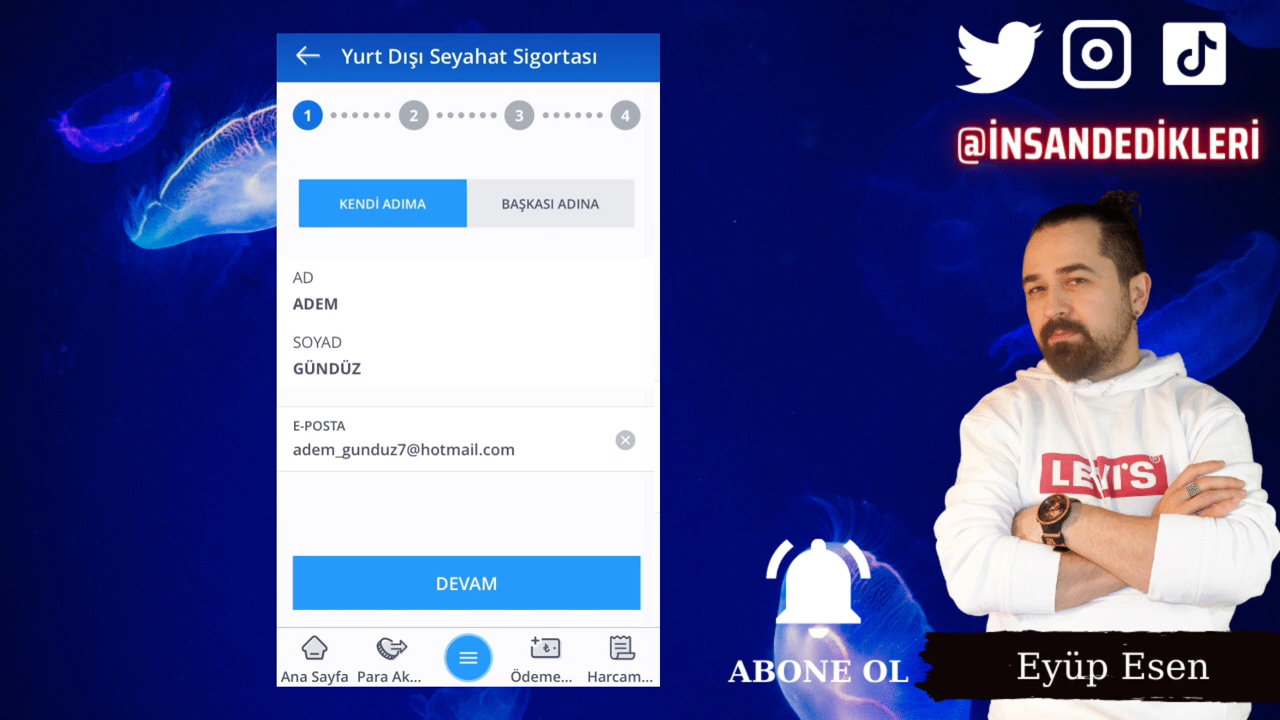 Yurt Dışı Seyahat Sigortası
1 2 3 4
KENDİ ADIMA
BAŞKASI ADINA
AD
ADEM
SOYAD
GÜNDÜZ
E-POSTA
adem_gunduz7@hotmail.com
DEVAM
Ana Sayfa
Para Ak...
Ödeme...
Harcam...
@İNSANDEDİKLERİ
LEVI'S
ABONE OL
Eyüp Esen